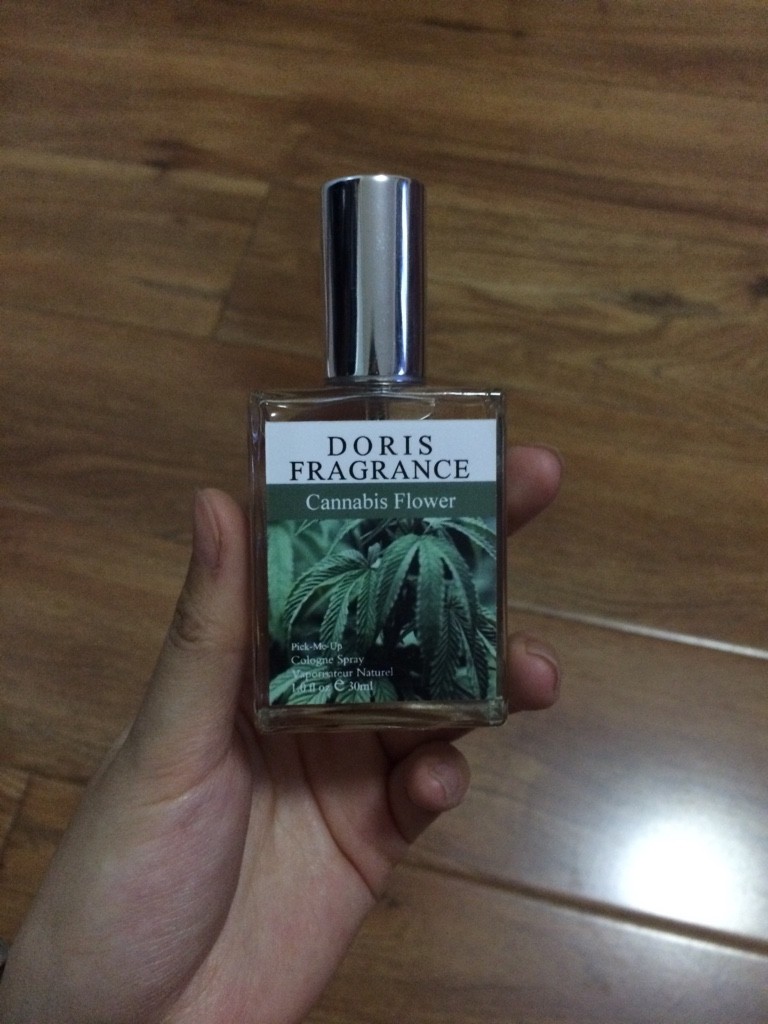 DORIS
FRAGRANCE
Cannabis Flower
Pick-Me-Up
Cologne Spray
Vaporisateur Naturel
1.0 fl oz e 30ml